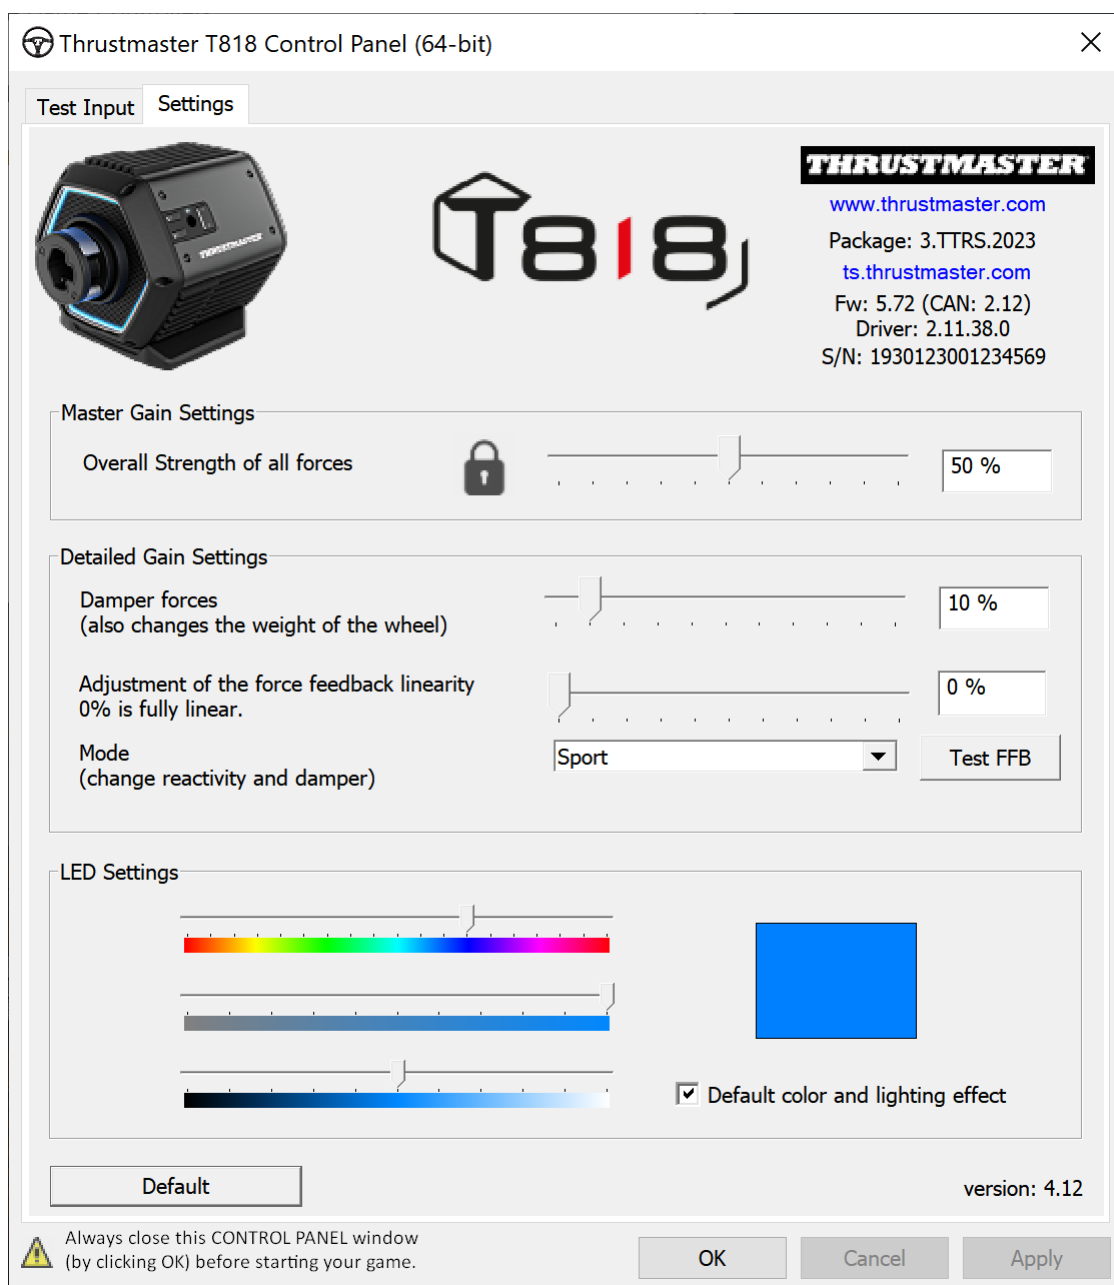 Thrustmaster T818 Control Panel (64-bit)
Test Input
Settings
THRUSTMASTER
T818
THRUSTMASTER
www.thrustmaster.com
Package: 3.TTRS.2023
ts.thrustmaster.com
Fw: 5.72 (CAN: 2.12)
Driver: 2.11.38.0
S/N: 1930123001234569
Master Gain Settings
Overall Strength of all forces
50 %
Detailed Gain Settings
Damper forces
(also changes the weight of the wheel)
10 %
Adjustment of the force feedback linearity
0% is fully linear.
0 %
Mode
(change reactivity and damper)
Sport
Test FFB
LED Settings
Default color and lighting effect
Default
version: 4.12
Always close this CONTROL PANEL window
(by clicking OK) before starting your game.
OK
Cancel
Apply